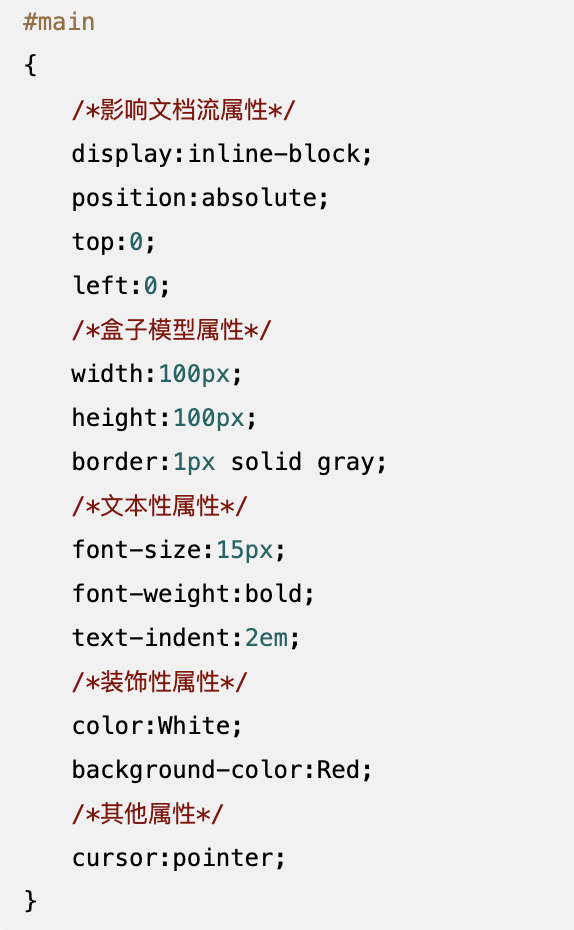 #main
{
/*影响文档流属性*/
display:inline-block;
position:absolute;
top:0;
left:0;
/*盒子模型属性*/
width:100px;
height:100px;
border:1px solid gray;
/*文本性属性*/
font-size:15px;
font-weight:bold;
text-indent:2em;
/*装饰性属性*/
color:White;
background-color:Red;
/*其他属性*/
cursor:pointer;
}